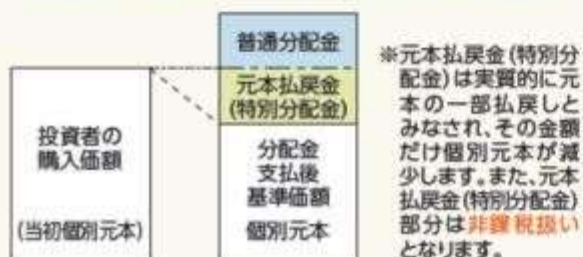 普通分配金
元本払戻金
(特別分配金)
投資者の
購入価額
(当初個別元本)
分配金
支払後
基準価額
個別元本
※元本払戻金(特別分
配金)は実質的に元
本の一部払戻しと
みなされ、その金額
だけ個別元本が減
少します。また、元本
払戻金(特別分配金)
部分は非課税扱い
となります。